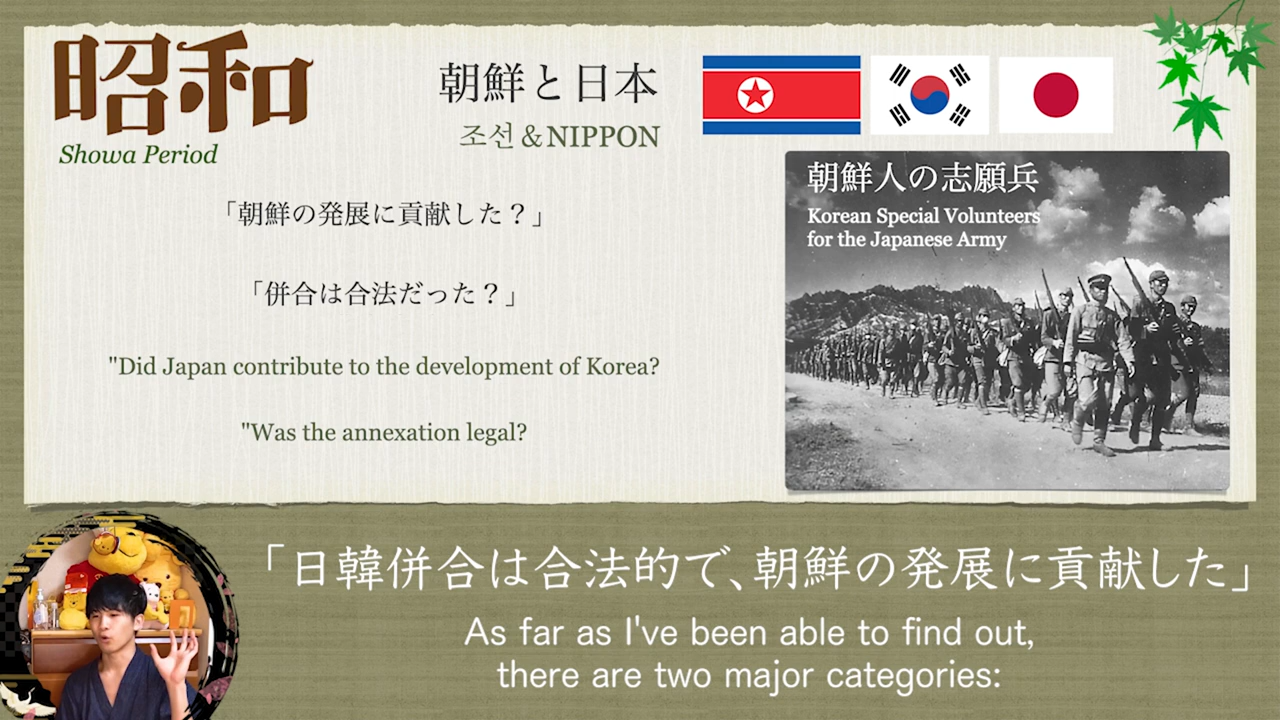 昭和
Showa Period
朝鮮と日本
조선＆NIPPON
「朝鮮の発展に貢献した？」
「併合は合法だった？」
"Did Japan contribute to the development of Korea?
"Was the annexation legal?
朝鮮人の志願兵
Korean Special Volunteers
for the Japanese Army
「日韓併合は合法的で、朝鮮の発展に貢献した」
As far as I've been able to find out,
there are two major categories: